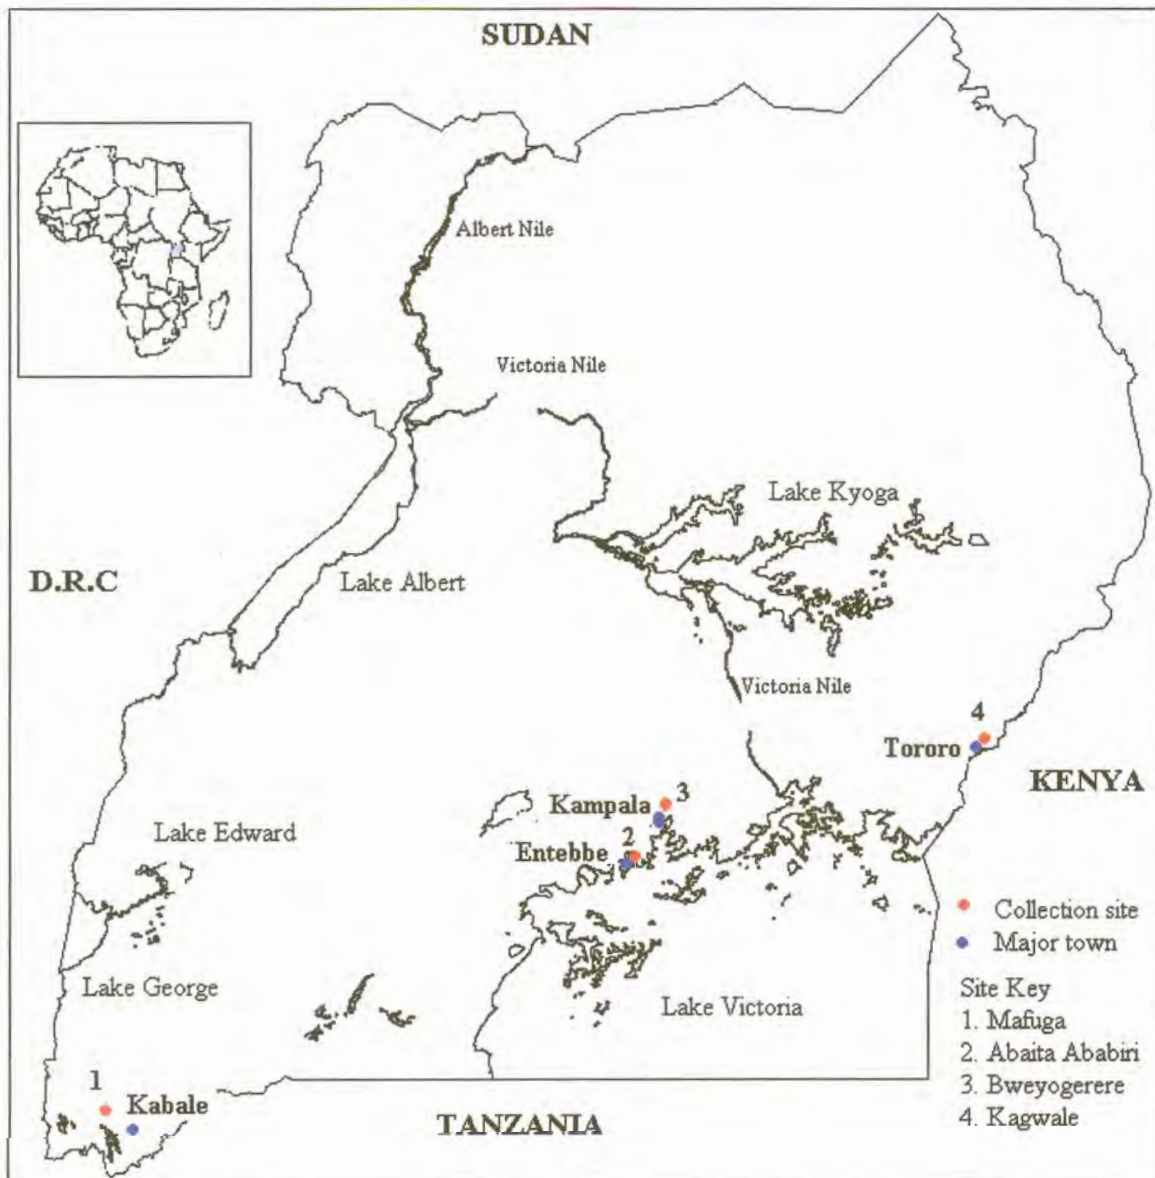 SUDAN
Albert Nile
Victoria Nile
Lake Kyoga
D.R.C
Lake Albert
Victoria Nile
4
Tororo
KENYA
3
Kampala
Lake Edward
2
Entebbe
Collection site
Major town
Lake George
Site Key
Lake Victoria
1. Mafuga
2. Abaita Ababiri
3. Bweyogerere
4. Kagwale
1
Kabale
TANZANIA